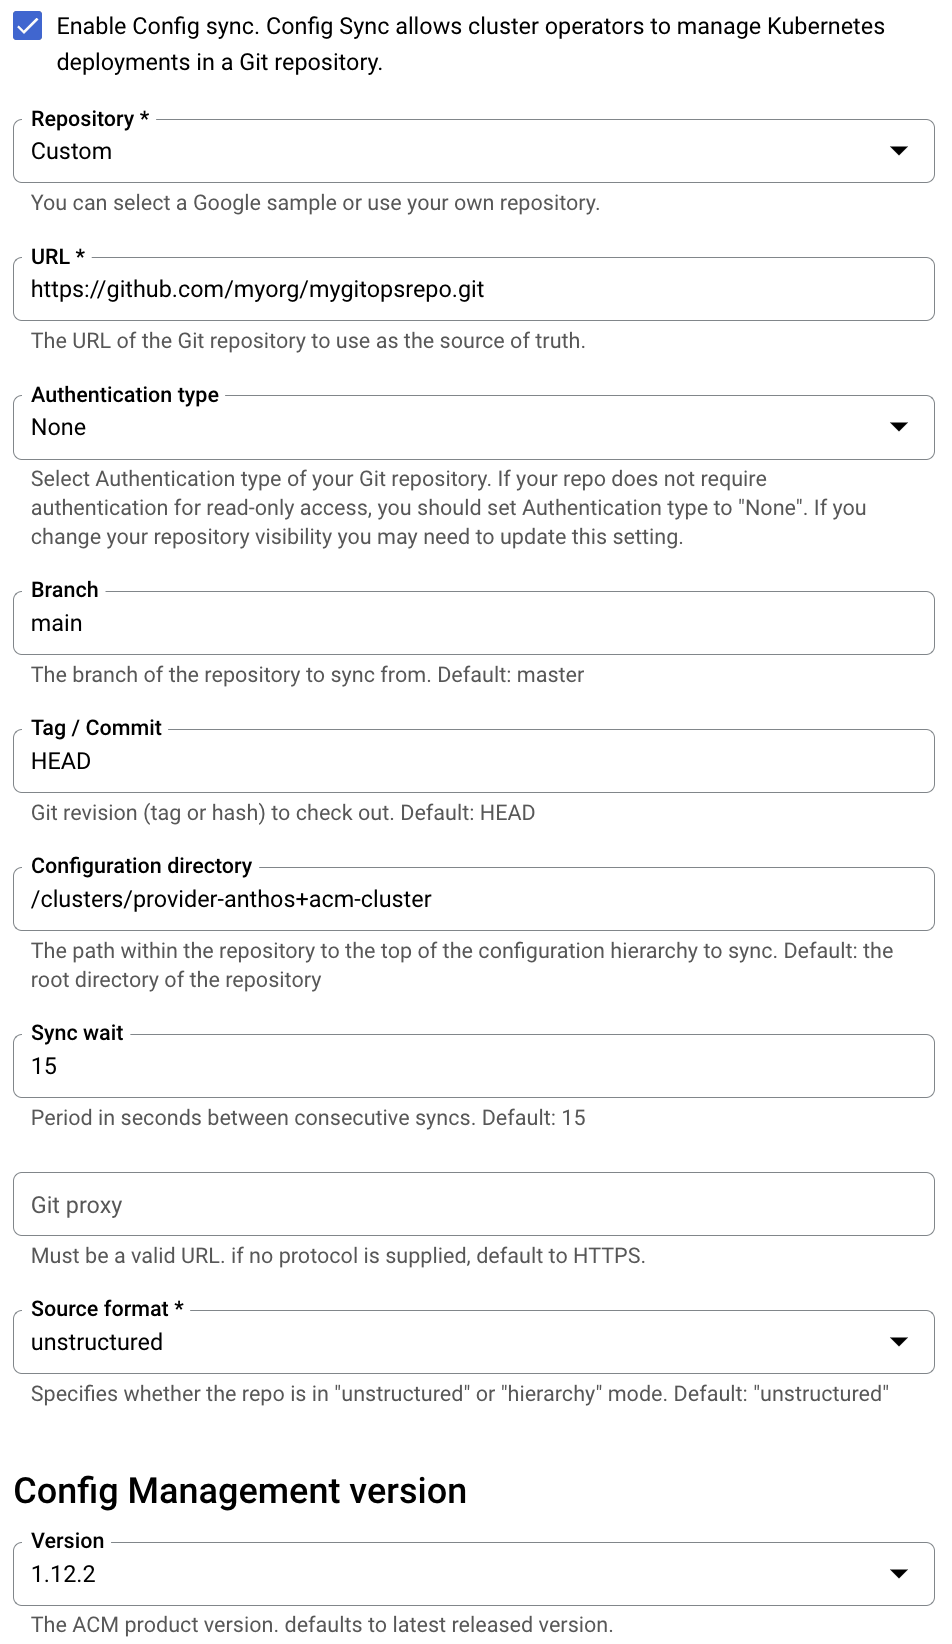 Enable Config sync. Config Sync allows cluster operators to manage Kubernetes
deployments in a Git repository.
Repository *
Custom
You can select a Google sample or use your own repository.
URL *
https://github.com/myorg/mygitopsrepo.git
The URL of the Git repository to use as the source of truth.
Authentication type
None
Select Authentication type of your Git repository. If your repo does not require
authentication for read-only access, you should set Authentication type to "None". If you
change your repository visibility you may need to update this setting.
Branch
main
The branch of the repository to sync from. Default: master
Tag / Commit
HEAD
Git revision (tag or hash) to check out. Default: HEAD
Configuration directory
/clusters/provider-anthos+acm-cluster
The path within the repository to the top of the configuration hierarchy to sync. Default: the
root directory of the repository
Sync wait
15
Period in seconds between consecutive syncs. Default: 15
Git proxy
Must be a valid URL. if no protocol is supplied, default to HTTPS.
Source format *
unstructured
Specifies whether the repo is in "unstructured" or "hierarchy" mode. Default: "unstructured"
Config Management version
Version
1.12.2
The ACM product version. defaults to latest released version.